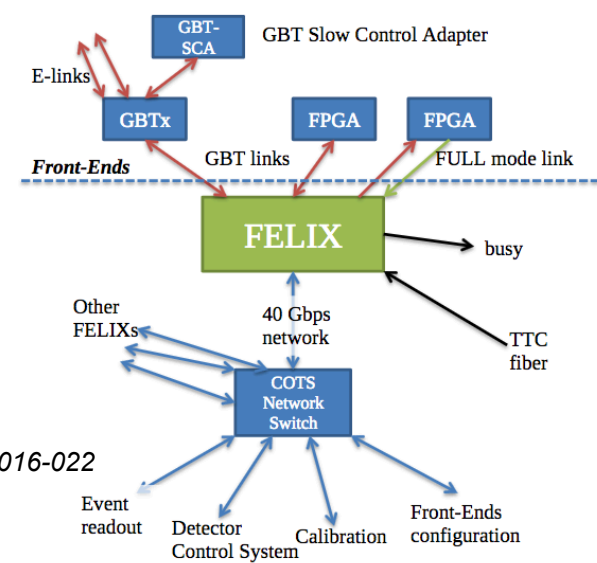 GBT-
SCA
GBT Slow Control Adapter
E-links
GBTx
FPGA
FPGA
GBT links
FULL mode link
Front-Ends
FELIX
busy
Other
FELIXs
40 Gbps
network
TTC
fiber
COTS
Network
Switch
016-022
Event
readout
Detector
Control System
Calibration
Front-Ends
configuration